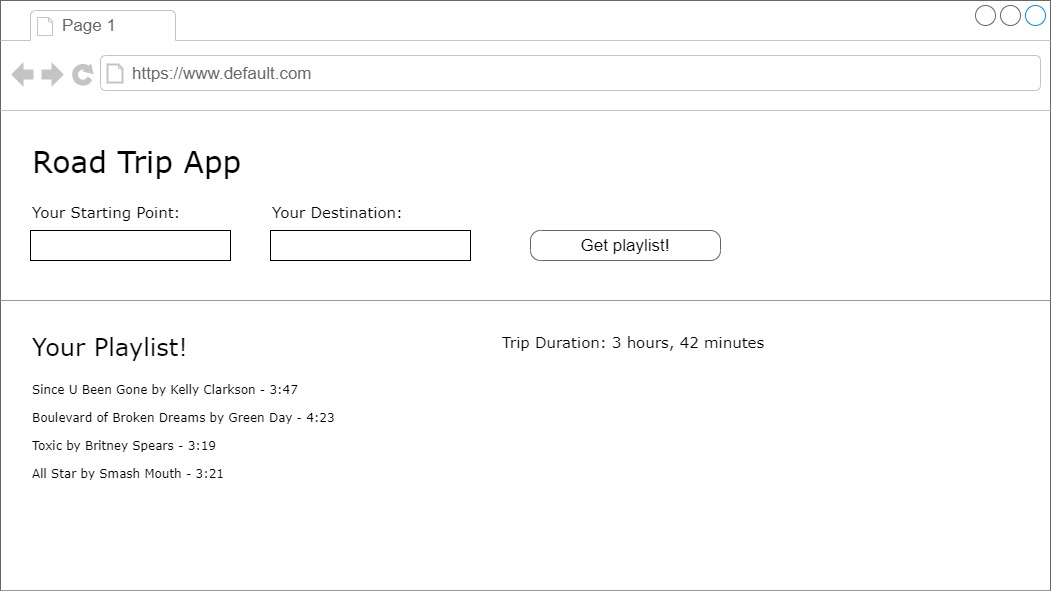 Page 1
https://www.default.com
Road Trip App
Your Starting Point:
Your Destination:
Get playlist!
Your Playlist!
Trip Duration: 3 hours, 42 minutes
Since U Been Gone by Kelly Clarkson - 3:47
Boulevard of Broken Dreams by Green Day - 4:23
Toxic by Britney Spears - 3:19
All Star by Smash Mouth - 3:21